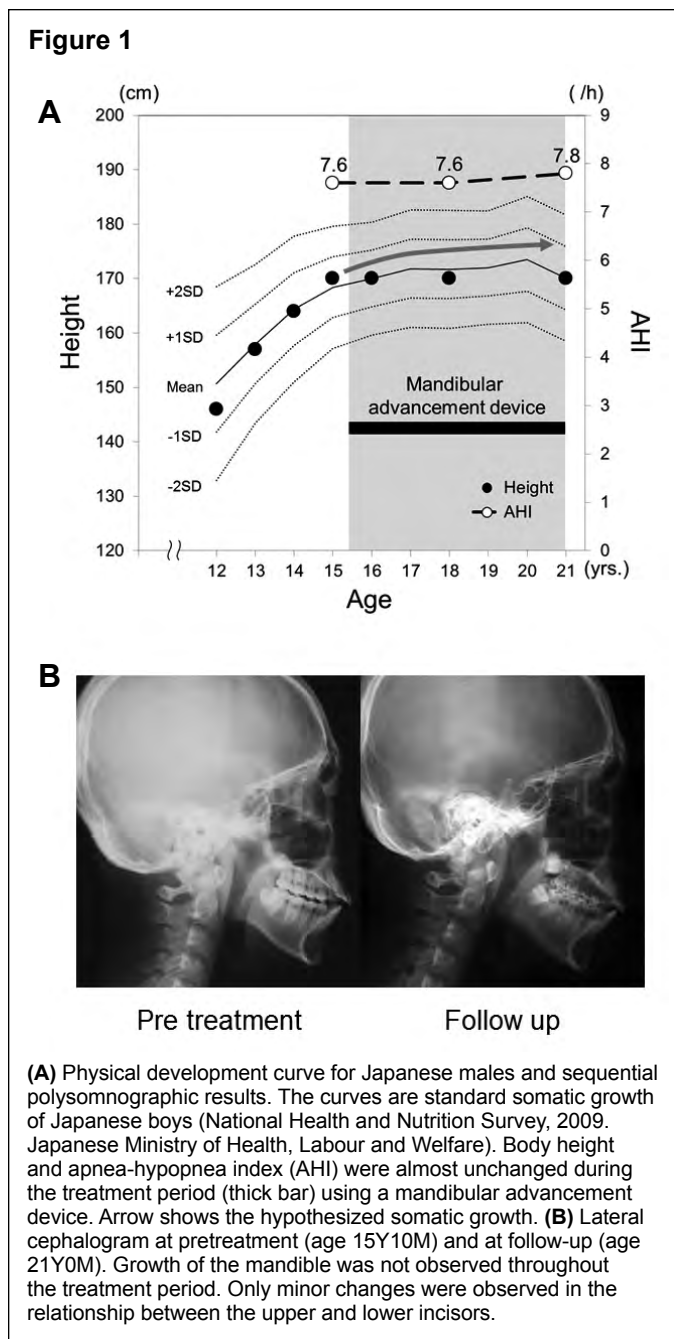 Figure 1
A
(cm)
( /h)
200
190
180
170
160
150
140
130
120
Height
9
8
7
6
5
4
3
2
1
0
AHI
7.6
7.6
7.8
+2SD
+1SD
Mean
-1SD
-2SD
Mandibular
advancement device
Height
AHI
12 13 14 15 16 17 18 19 20 21 (yrs.)
Age
B
Pre treatment
Follow up
(A) Physical development curve for Japanese males and sequential
polysomnographic results. The curves are standard somatic growth
of Japanese boys (National Health and Nutrition Survey, 2009.
Japanese Ministry of Health, Labour and Welfare). Body height
and apnea-hypopnea index (AHI) were almost unchanged during
the treatment period (thick bar) using a mandibular advancement
device. Arrow shows the hypothesized somatic growth. (B) Lateral
cephalogram at pretreatment (age 15Y10M) and at follow-up (age
21Y0M). Growth of the mandible was not observed throughout
the treatment period. Only minor changes were observed in the
relationship between the upper and lower incisors.